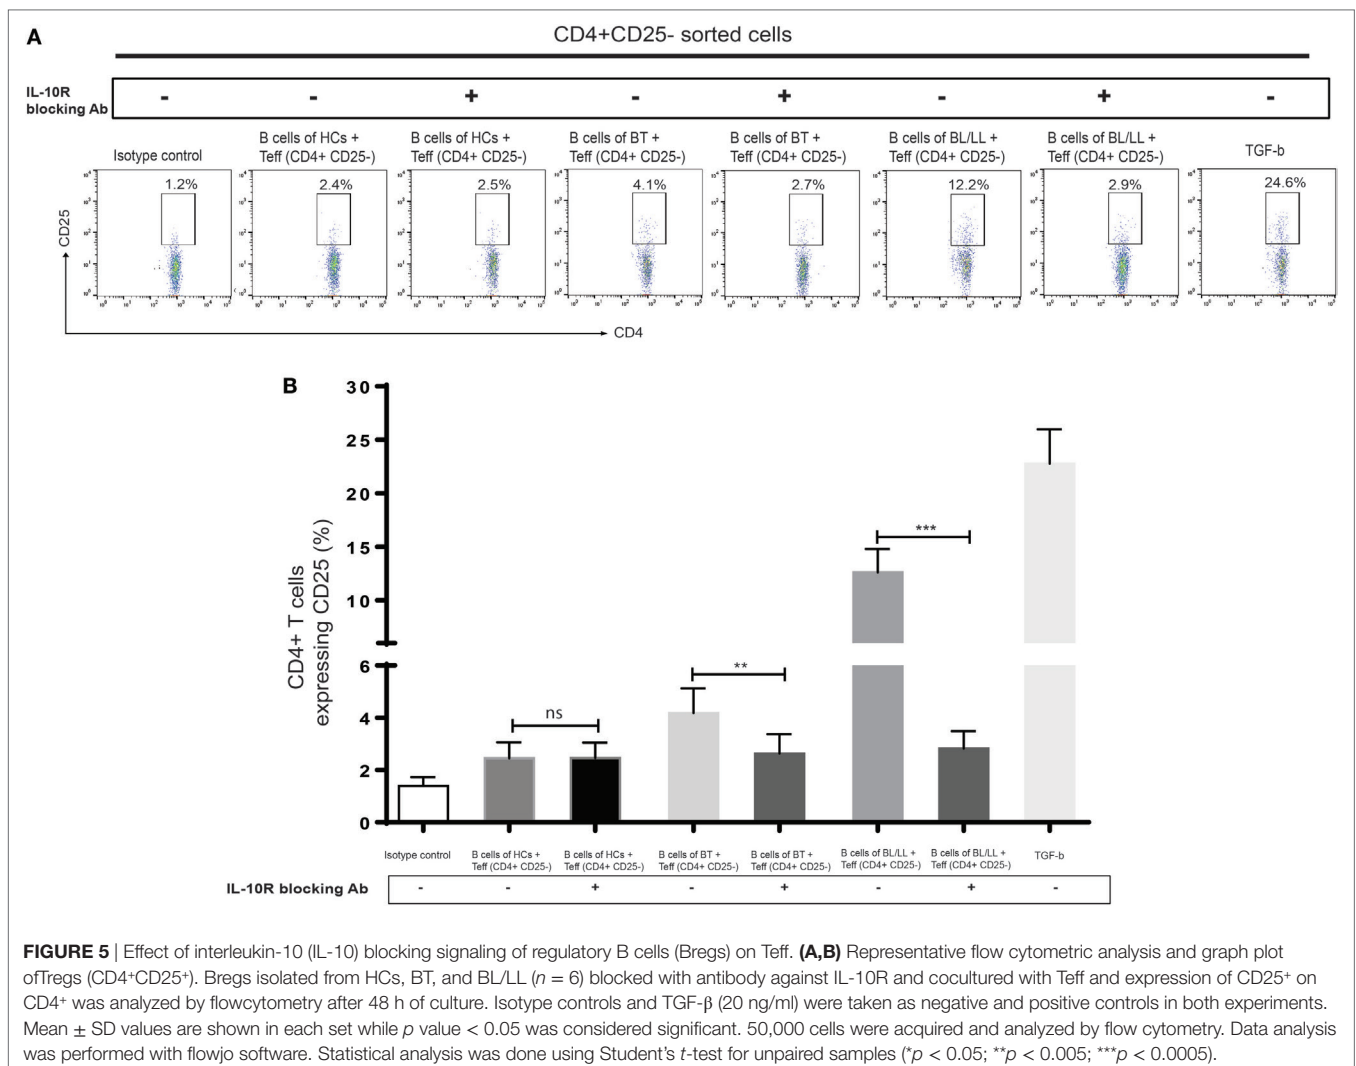 A
CD4+CD25- sorted cells
IL-10R
blocking Ab
- - + - + - + -
Isotype control
B cells of HCs +
Teff (CD4+ CD25-)
B cells of HCs +
Teff (CD4+ CD25-)
B cells of BT +
Teff (CD4+ CD25-)
B cells of BT +
Teff (CD4+ CD25-)
B cells of BL/LL +
Teff (CD4+ CD25-)
B cells of BL/LL +
Teff (CD4+ CD25-)
TGF-b
1.2% 2.4% 2.5% 4.1% 2.7% 12.2% 2.9% 24.6%
CD25
CD4
B
CD4+ T cells
expressing CD25 (%)
30
25
20
15
10
6
4
2
0
ns
**
***
Isotype control
B cells of HCs +
Teff (CD4+ CD25-)
B cells of HCs +
Teff (CD4+ CD25-)
B cells of BT +
Teff (CD4+ CD25-)
B cells of BT +
Teff (CD4+ CD25-)
B cells of BL/LL +
Teff (CD4+ CD25-)
B cells of BL/LL +
Teff (CD4+ CD25-)
TGF-b
IL-10R blocking Ab - - + - + - + -
FIGURE 5 | Effect of interleukin-10 (IL-10) blocking signaling of regulatory B cells (Bregs) on Teff. (A,B) Representative flow cytometric analysis and graph plot
ofTregs (CD4⁺CD25⁺). Bregs isolated from HCs, BT, and BL/LL (n = 6) blocked with antibody against IL-10R and cocultured with Teff and expression of CD25⁺ on
CD4⁺ was analyzed by flowcytometry after 48 h of culture. Isotype controls and TGF-β (20 ng/ml) were taken as negative and positive controls in both experiments.
Mean ± SD values are shown in each set while p value < 0.05 was considered significant. 50,000 cells were acquired and analyzed by flow cytometry. Data analysis
was performed with flowjo software. Statistical analysis was done using Student's t-test for unpaired samples (*p < 0.05; **p < 0.005; ***p < 0.0005).